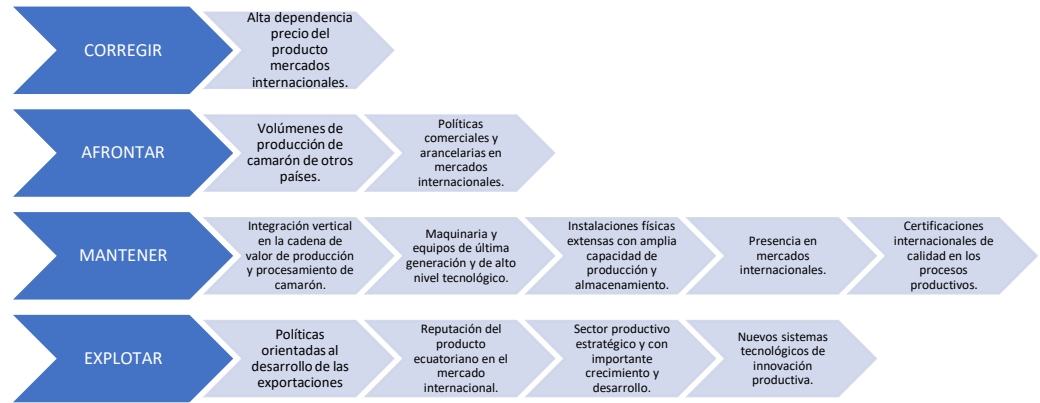 CORREGIR
Alta dependencia
precio del
producto
mercados
internacionales.
AFRONTAR
Volúmenes de
producción de
camarón de otros
países.
Políticas
comerciales y
arancelarias en
mercados
internacionales.
MANTENER
Integración vertical
en la cadena de
valor de producción
y procesamiento de
camarón.
Maquinaria y
equipos de última
generación y de alto
nivel tecnológico.
Instalaciones físicas
extensas con amplia
capacidad de
producción y
almacenamiento.
Presencia en
mercados
internacionales.
Certificaciones
internacionales de
calidad en los
procesos
productivos.
EXPLOTAR
Políticas
orientadas al
desarrollo de las
exportaciones
Reputación del
producto
ecuatoriano en el
mercado
internacional.
Sector productivo
estratégico y con
importante
crecimiento y
desarrollo.
Nuevos sistemas
tecnológicos de
innovación
productiva.